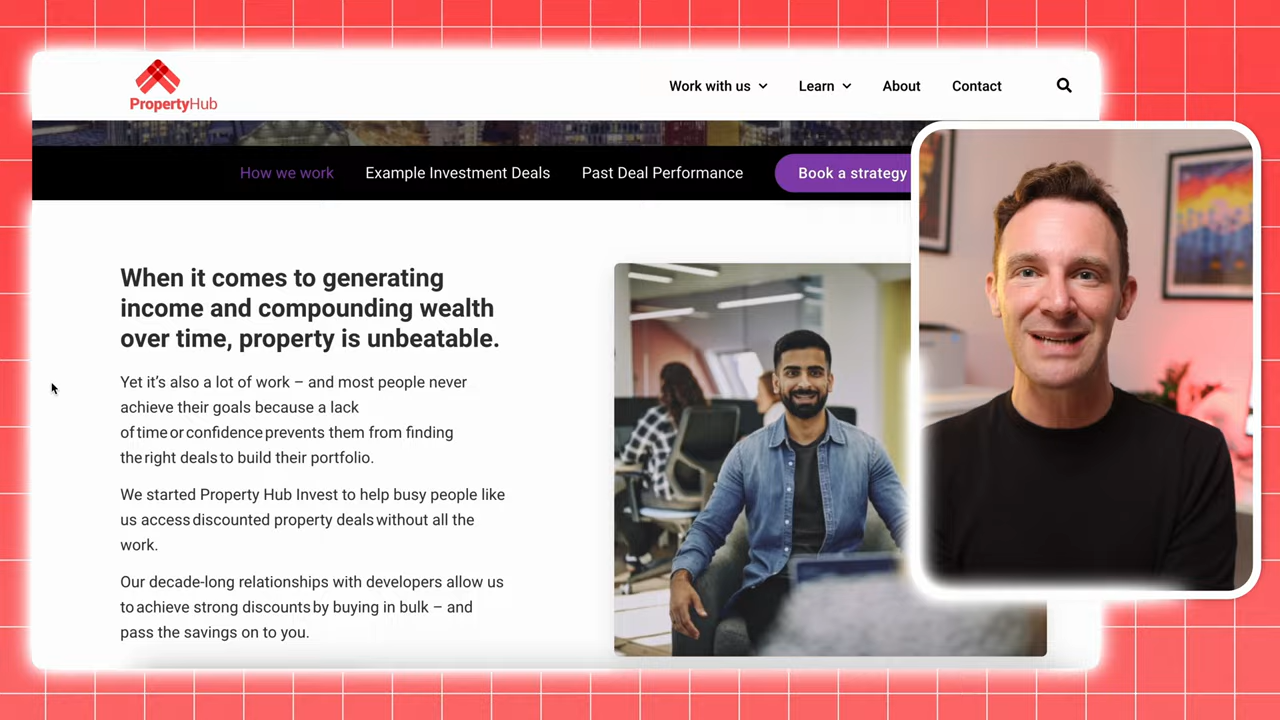 PropertyHub
Work with us
Learn
About
Contact
How we work
Example Investment Deals
Past Deal Performance
Book a strategy
When it comes to generating
income and compounding wealth
over time, property is unbeatable.
Yet it’s also a lot of work – and most people never
achieve their goals because a lack
of time or confidence prevents them from finding
the right deals to build their portfolio.
We started Property Hub Invest to help busy people like
us access discounted property deals without all the
work.
Our decade-long relationships with developers allow us
to achieve strong discounts by buying in bulk – and
pass the savings on to you.